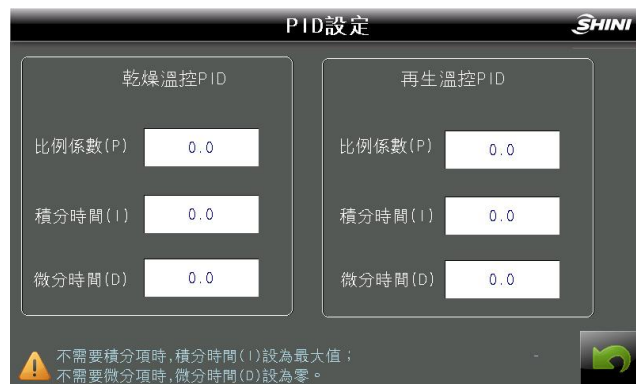 PID設定
SHINI
乾燥溫控PID
比例係數(P)
0.0
積分時間(I)
0.0
微分時間(D)
0.0
再生溫控PID
比例係數(P)
0.0
積分時間(I)
0.0
微分時間(D)
0.0
不需要積分項時,積分時間(I)設為最大值；
不需要微分項時,微分時間(D)設為零。
-